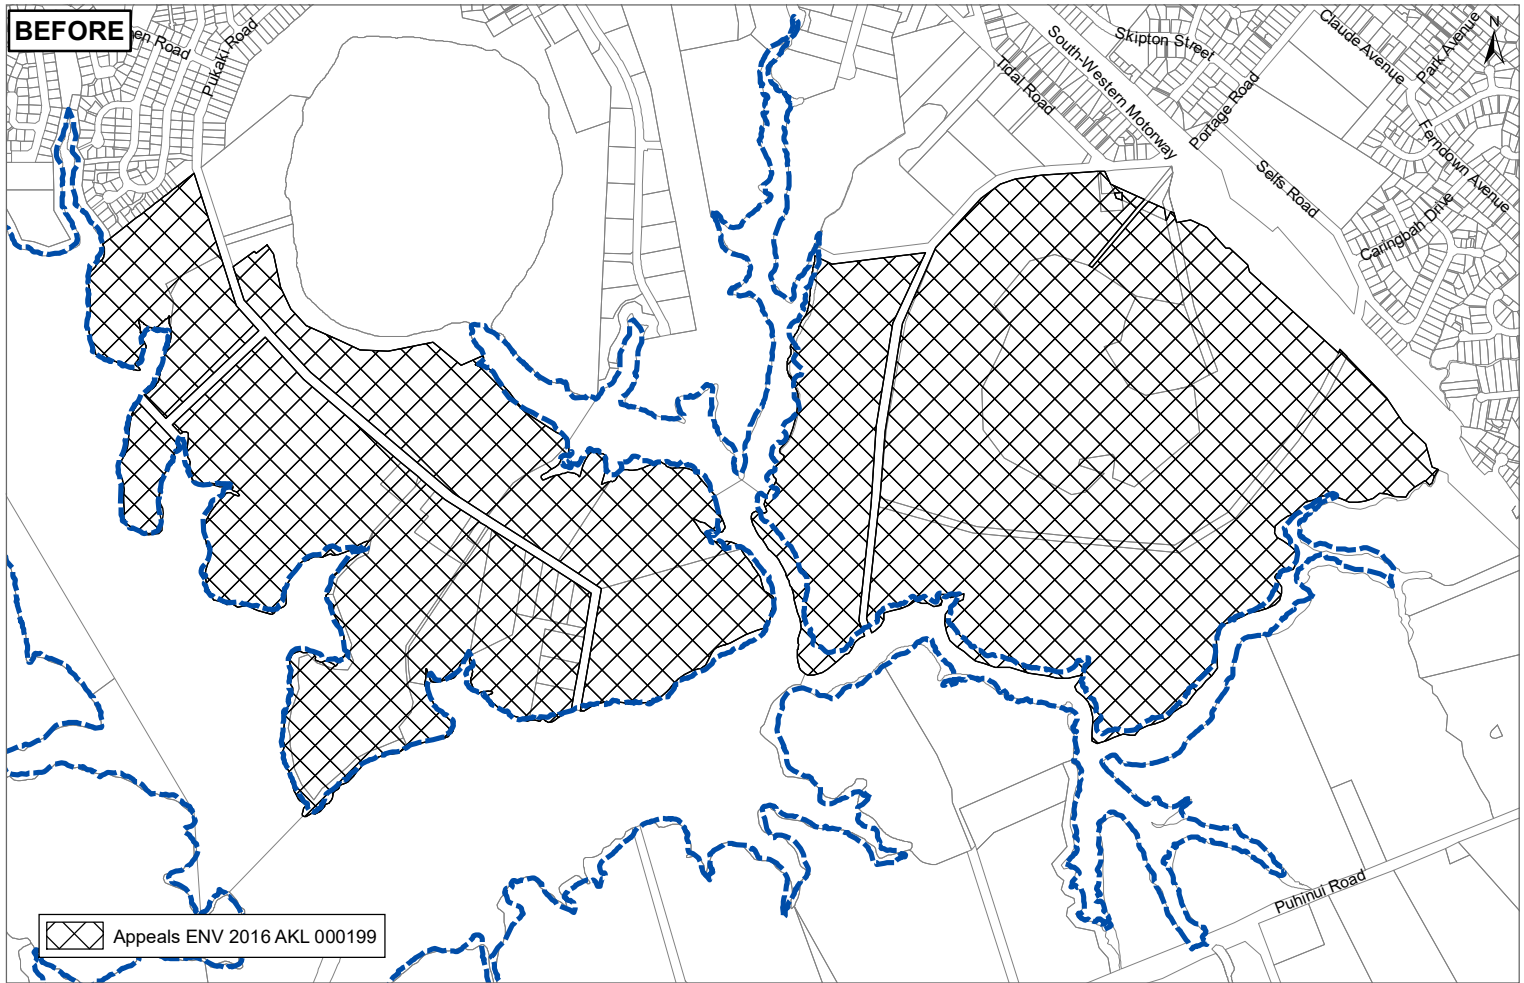 BEFORE
Pukaki Road
Road
Skipton Street
Claude Avenue
Park Avenue
N
South-Western Motorway
Tidal Road
Portage Road
Ferndown Avenue
Selfs Road
Caringbah Drive
Puhinui Road
Appeals ENV 2016 AKL 000199